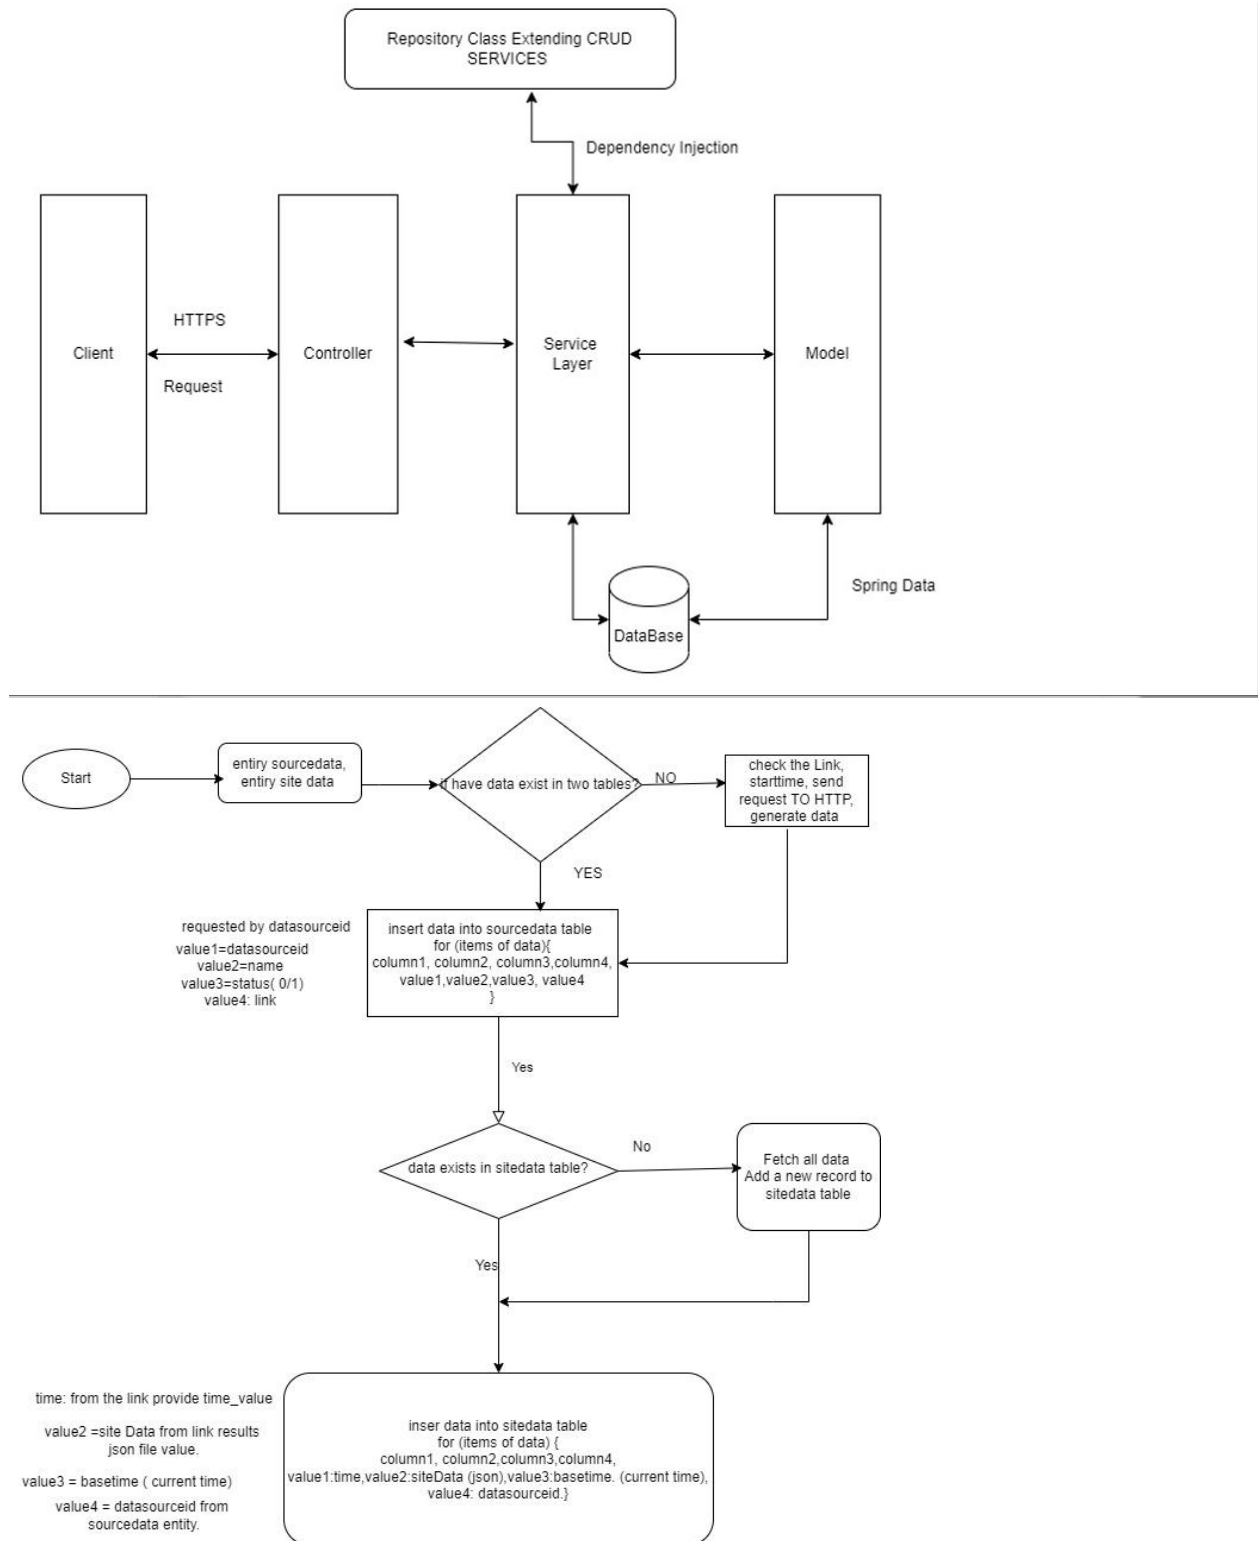 Repository Class Extending CRUD
SERVICES
Dependency Injection
HTTPS
Client
Controller
Service
Layer
Model
Request
Spring Data
DataBase
Start
entiry sourcedata,
entiry site data
if have data exist in two tables?
NO
check the Link,
starttime, send
request TO HTTP,
generate data
YES
requested by datasourceid
value1=datasourceid
value2=name
value3=status( 0/1)
value4: link
insert data into sourcedata table
for (items of data){
column1, column2, column3,column4,
value1,value2,value3, value4
}
Yes
data exists in sitedata table?
No
Fetch all data
Add a new record to
sitedata table
Yes
time: from the link provide time_value
value2 =site Data from link results
json file value.
value3 = basetime ( current time)
value4 = datasourceid from
sourcedata entity.
inser data into sitedata table
for (items of data) {
column1, column2,column3,column4,
value1:time,value2:siteData (json),value3:basetime. (current time),
value4: datasourceid.}